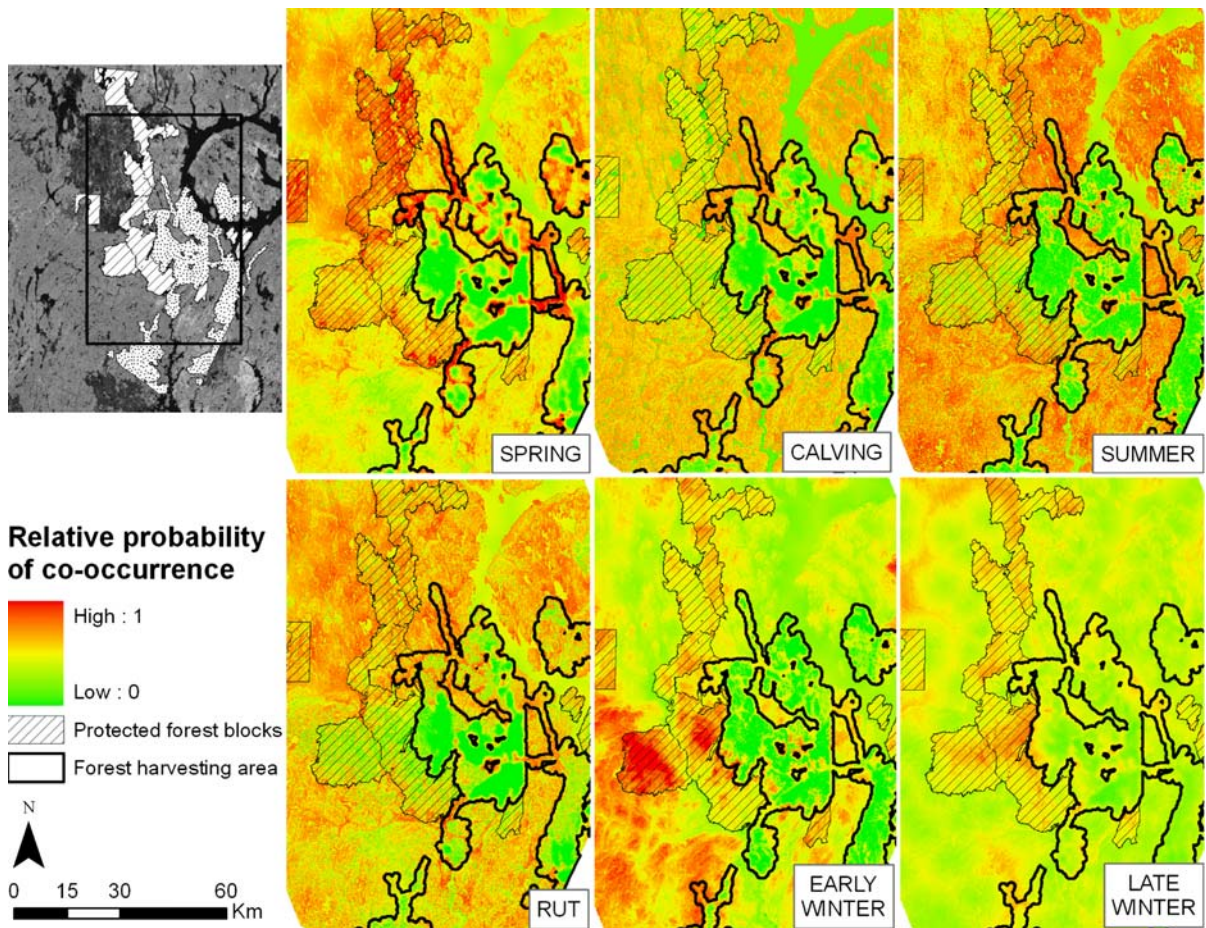 SPRING
CALVING
SUMMER
Relative probability
of co-occurrence
High : 1
Low : 0
Protected forest blocks
Forest harvesting area
N
0 15 30 60
Km
RUT
EARLY
WINTER
LATE
WINTER